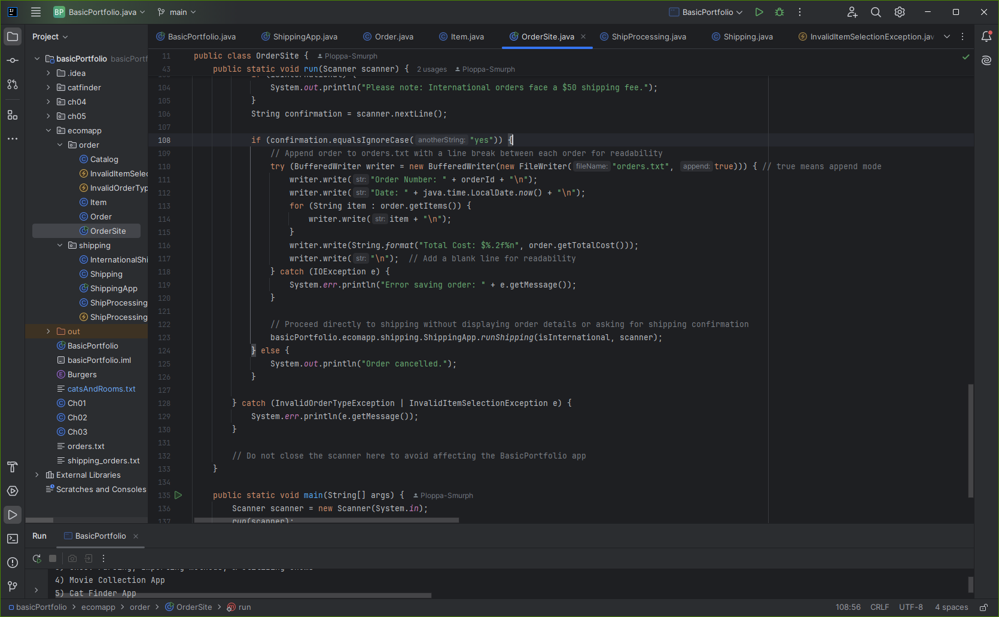 BP BasicPortfolio.java main BasicPortfolio
Project
BasicPortfolio.java ShippingApp.java Order.java Item.java OrderSite.java ShipProcessing.java Shipping.java InvalidItemSelectionException.jav
basicPortfolio basicPortf
.idea
catfinder
ch04
ch05
ecomapp
order
Catalog
InvalidItemSelec
InvalidOrderTyp
Item
Order
OrderSite
shipping
InternationalShi
Shipping
ShippingApp
ShipProcessing
ShipProcessing
out
BasicPortfolio
basicPortfolio.iml
Burgers
catsAndRooms.txt
Ch01
Ch02
Ch03
orders.txt
shipping_orders.txt
External Libraries
Scratches and Consoles
11 public class OrderSite { Ploppa-Smurph
43 public static void run(Scanner scanner) { 2 usages Ploppa-Smurph
103 if (isInternational) {
104 System.out.println("Please note: International orders face a $50 shipping fee.");
105 }
106 String confirmation = scanner.nextLine();
107
108 if (confirmation.equalsIgnoreCase( anotherString: "yes")) {
109 // Append order to orders.txt with a line break between each order for readability
110 try (BufferedWriter writer = new BufferedWriter(new FileWriter( fileName: "orders.txt", append: true))) { // true means append mode
111 writer.write( str: "Order Number: " + orderId + "\n");
112 writer.write( str: "Date: " + java.time.LocalDate.now() + "\n");
113 for (String item : order.getItems()) {
114 writer.write( str: item + "\n");
115 }
116 writer.write(String.format("Total Cost: $%.2f%n", order.getTotalCost()));
117 writer.write( str: "\n"); // Add a blank line for readability
118 } catch (IOException e) {
119 System.err.println("Error saving order: " + e.getMessage());
120 }
121
122 // Proceed directly to shipping without displaying order details or asking for shipping confirmation
123 basicPortfolio.ecomapp.shipping.ShippingApp.runShipping(isInternational, scanner);
124 } else {
125 System.out.println("Order cancelled.");
126 }
127
128 } catch (InvalidOrderTypeException | InvalidItemSelectionException e) {
129 System.err.println(e.getMessage());
130 }
131
132 // Do not close the scanner here to avoid affecting the BasicPortfolio app
133 }
134
135 public static void main(String[] args) { Ploppa-Smurph
136 Scanner scanner = new Scanner(System.in);
137 run(scanner);
Run BasicPortfolio
4) Movie Collection App
5) Cat Finder App
basicPortfolio > ecomapp > order > OrderSite > run 108:56 CRLF UTF-8 4 spaces